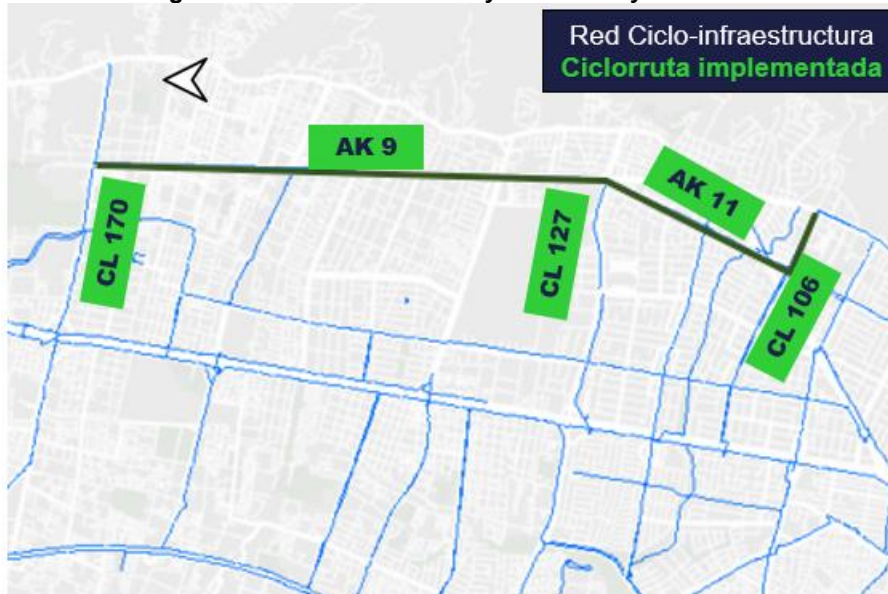 Red Ciclo-infraestructura
Ciclorruta implementada
AK 9
AK 11
CL 170
CL 127
CL 106